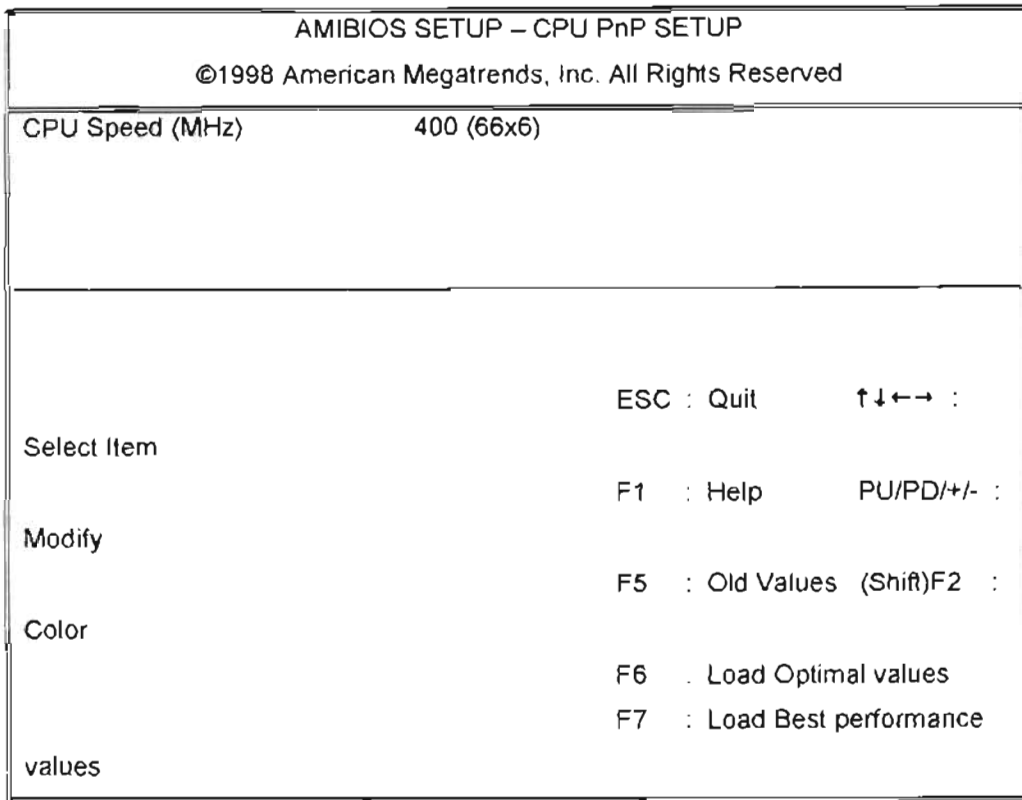 AMIBIOS SETUP – CPU PnP SETUP
©1998 American Megatrends, Inc. All Rights Reserved
CPU Speed (MHz) 400 (66x6)
ESC : Quit ↑↓←→ :
Select Item
F1 : Help PU/PD/+/- :
Modify
F5 : Old Values (Shift)F2 :
Color
F6 : Load Optimal values
F7 : Load Best performance
values